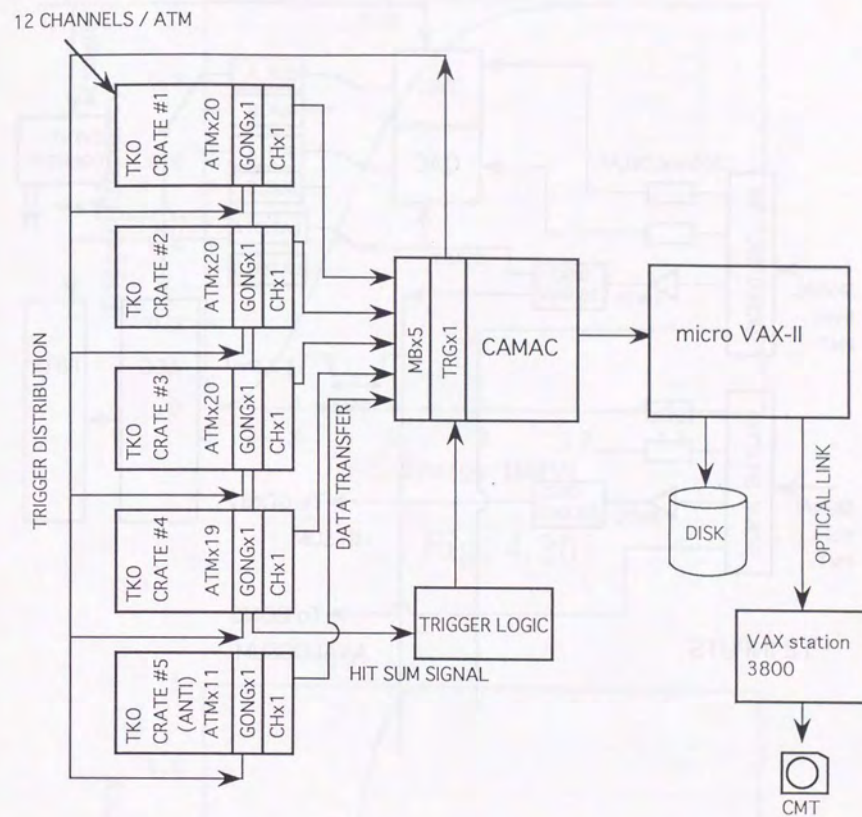 12 CHANNELS / ATM
TKO
CRATE #1
ATMx20
GONGx1
CHx1
TKO
CRATE #2
ATMx20
GONGx1
CHx1
TKO
CRATE #3
ATMx20
GONGx1
CHx1
TKO
CRATE #4
ATMx19
GONGx1
CHx1
TKO
CRATE #5
(ANTI)
ATMx11
GONGx1
CHx1
TRIGGER DISTRIBUTION
DATA TRANSFER
HIT SUM SIGNAL
TRIGGER LOGIC
MBx5
TRGx1
CAMAC
micro VAX-II
DISK
OPTICAL LINK
VAX station
3800
CMT